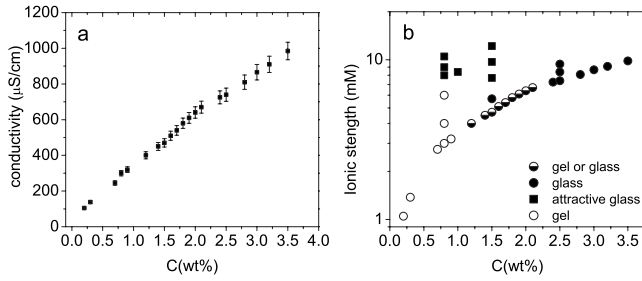 a
conductivity (μS/cm)
1200
1000
800
600
400
200
0
0.0 0.5 1.0 1.5 2.0 2.5 3.0 3.5 4.0
C(wt%)
b
Ionic stength (mM)
10
1
gel or glass
glass
attractive glass
gel
0.0 0.5 1.0 1.5 2.0 2.5 3.0 3.5
C(wt%)